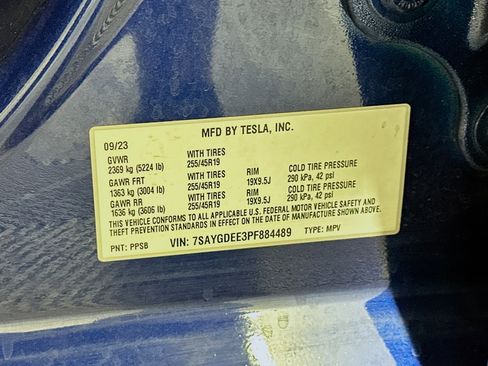 MFD BY TESLA, INC.
09/23
GVWR WITH TIRES
2369 kg (5224 lb) 255/45R19
GAWR FRT WITH TIRES RIM COLD TIRE PRESSURE
1363 kg (3004 lb) 255/45R19 19X9.5J 290 kPa, 42 psi
GAWR RR WITH TIRES RIM COLD TIRE PRESSURE
1636 kg (3606 lb) 255/45R19 19X9.5J 290 kPa, 42 psi
THIS VEHICLE CONFORMS TO ALL APPLICABLE U.S. FEDERAL MOTOR VEHICLE SAFETY AND
THEFT PREVENTION STANDARDS IN EFFECT ON THE DATE OF MANUFACTURE SHOWN ABOVE.
VIN: 7SAYGDEE3PF884489
PNT: PPSB TYPE: MPV